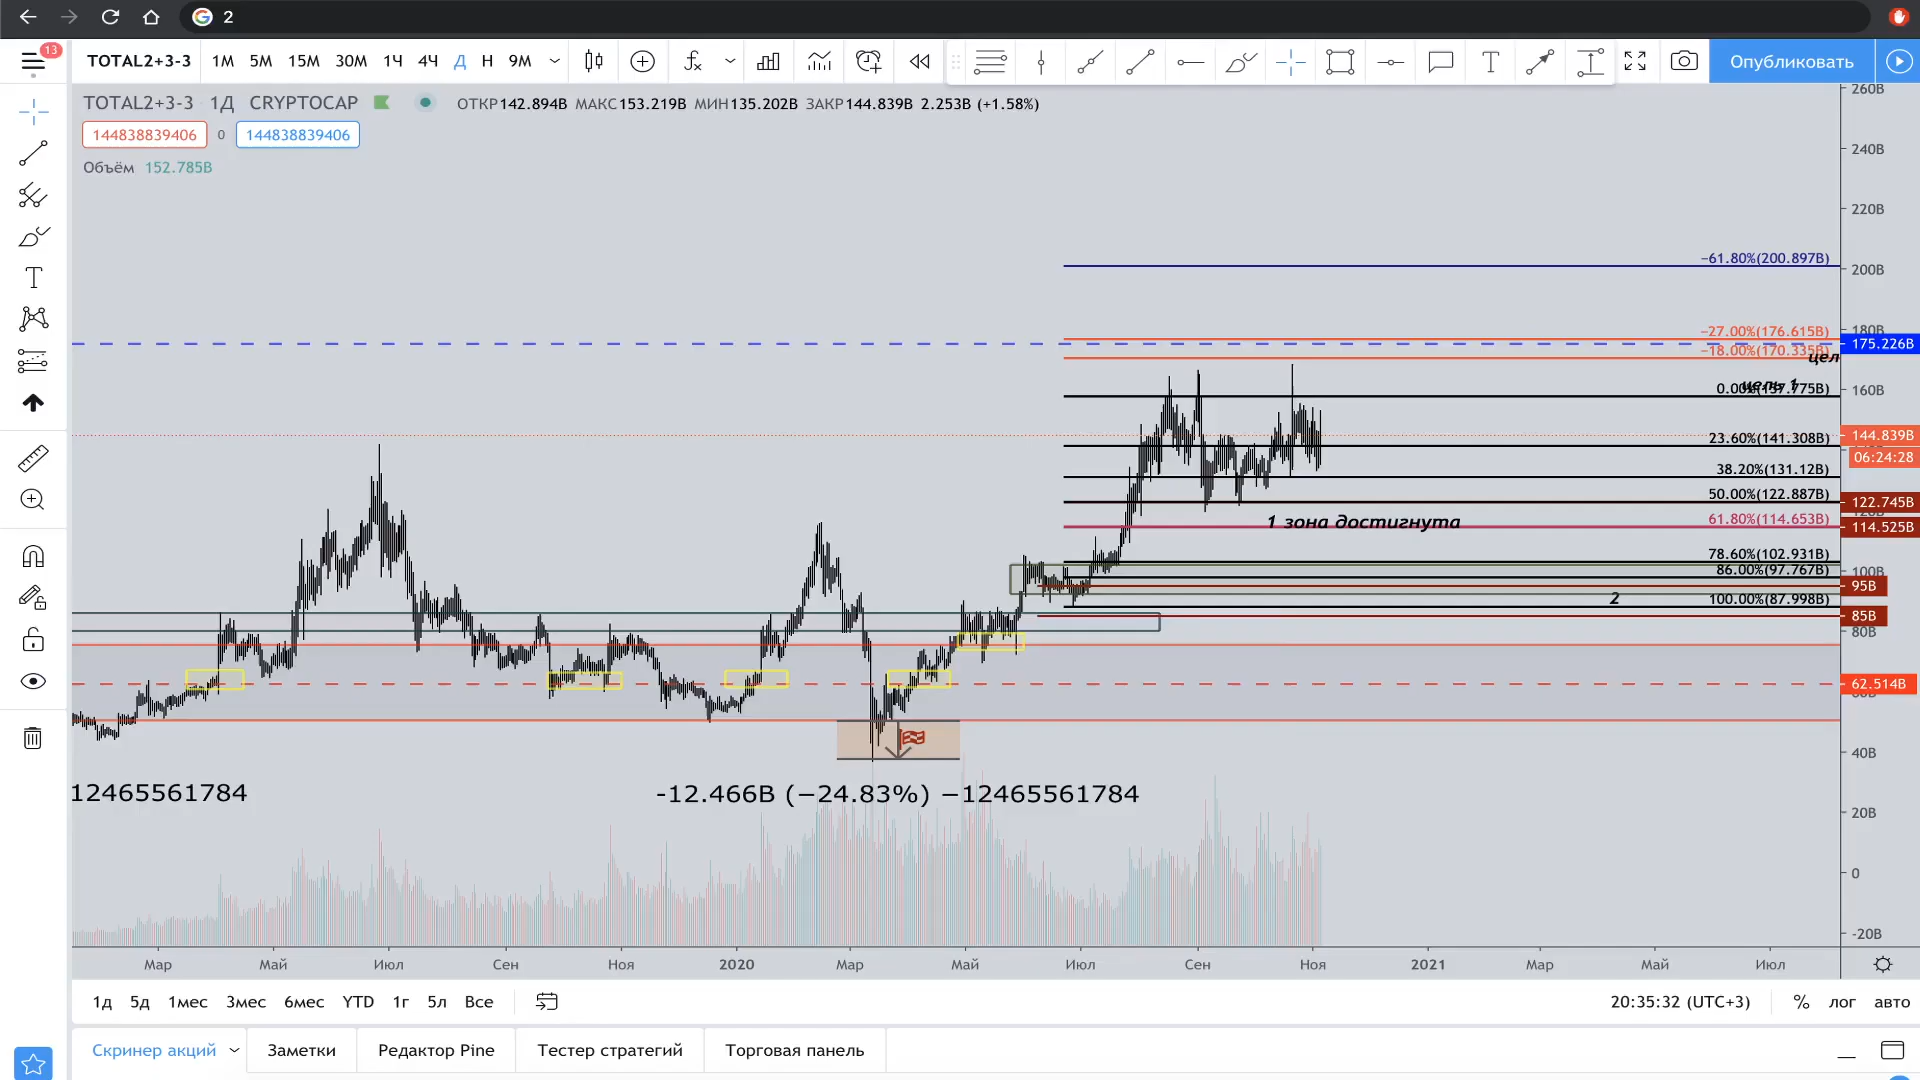 2
13
TOTAL2+3-3 1М 5М 15М 30М 1Ч 4Ч Д Н 9М
Опубликовать
TOTAL2+3-3 1Д CRYPTOCAP ОТКР142.894B МАКС153.219B МИН135.202B ЗАКР144.839B 2.253B (+1.58%)
144838839406 0 144838839406
Объём 152.785B
260B
240B
220B
−61.80%(200.897B)
200B
−27.00%(176.615B)
180B
175.226B
−18.00%(170.335B)
цел
цель 1
0.00%(157.775B)
160B
144.839B
23.60%(141.308B)
06:24:28
38.20%(131.12B)
50.00%(122.887B)
122.745B
120B
61.80%(114.653B)
1 зона достигнута
114.525B
78.60%(102.931B)
86.00%(97.767B)
100B
95B
2
100.00%(87.998B)
85B
80B
62.514B
60B
40B
12465561784
-12.466B (−24.83%) −12465561784
20B
0
-20B
Мар Май Июл Сен Ноя 2020 Мар Май Июл Сен Ноя 2021 Мар Май Июл
1д 5д 1мес 3мес 6мес YTD 1г 5л Все
20:35:32 (UTC+3) % лог авто
Скринер акций Заметки Редактор Pine Тестер стратегий Торговая панель